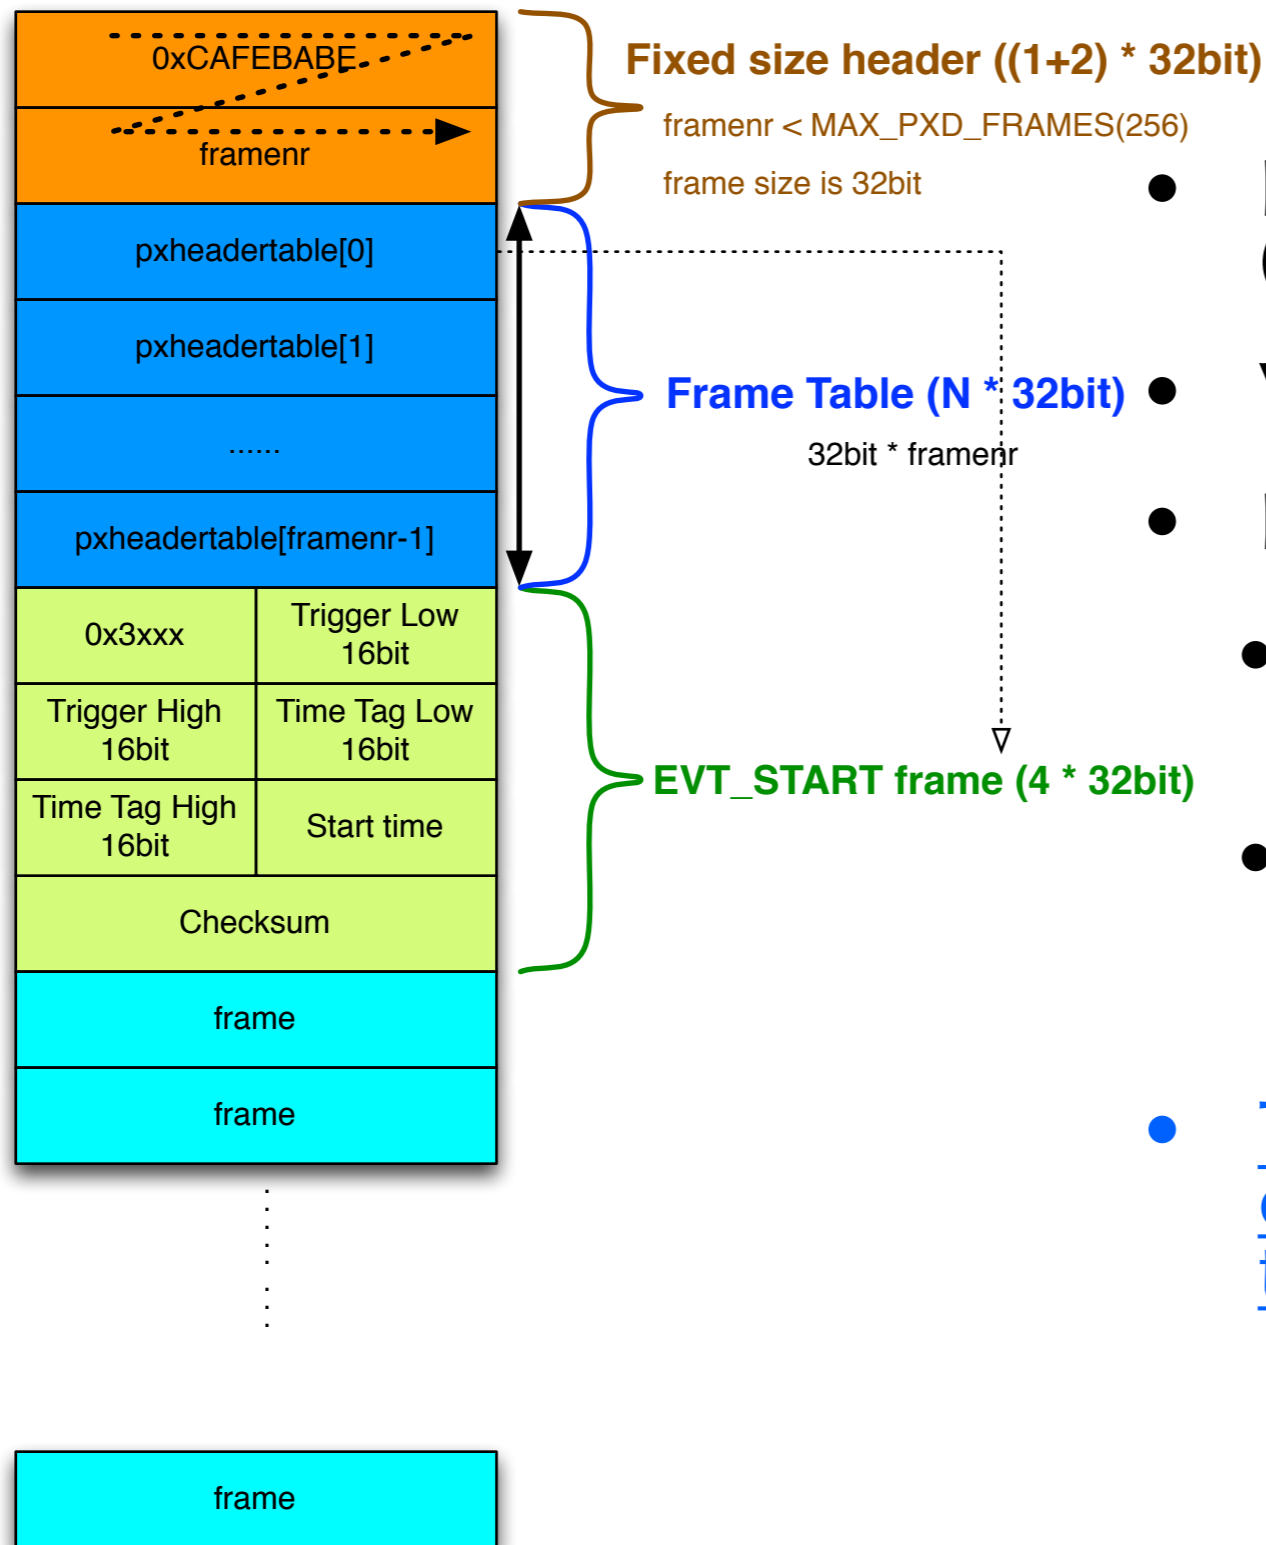 0xCAFEBABE
framenr
Fixed size header ((1+2) * 32bit)
framenr < MAX_PXD_FRAMES(256)
frame size is 32bit
pxheadertable[0]
pxheadertable[1]
......
pxheadertable[framenr-1]
Frame Table (N * 32bit)
32bit * framenr
0x3xxx
Trigger Low
16bit
Trigger High
16bit
Time Tag Low
16bit
Time Tag High
16bit
Start time
Checksum
EVT_START frame (4 * 32bit)
frame
frame
frame